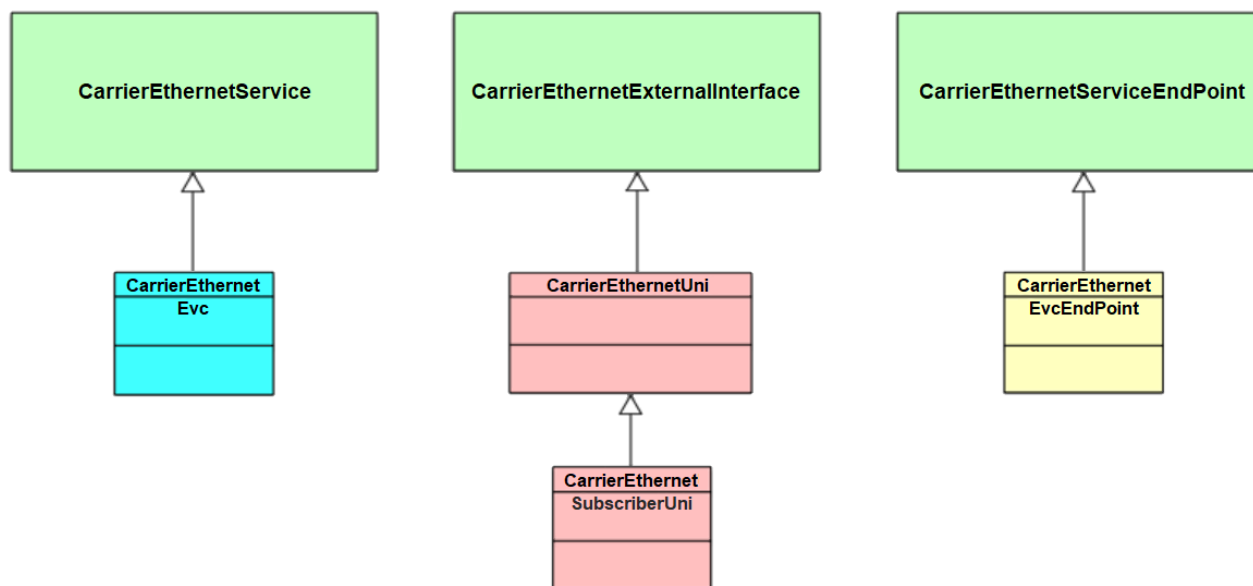 CarrierEthernetService
CarrierEthernetExternalInterface
CarrierEthernetServiceEndPoint
CarrierEthernet
Evc
CarrierEthernetUni
CarrierEthernet
EvcEndPoint
CarrierEthernet
SubscriberUni